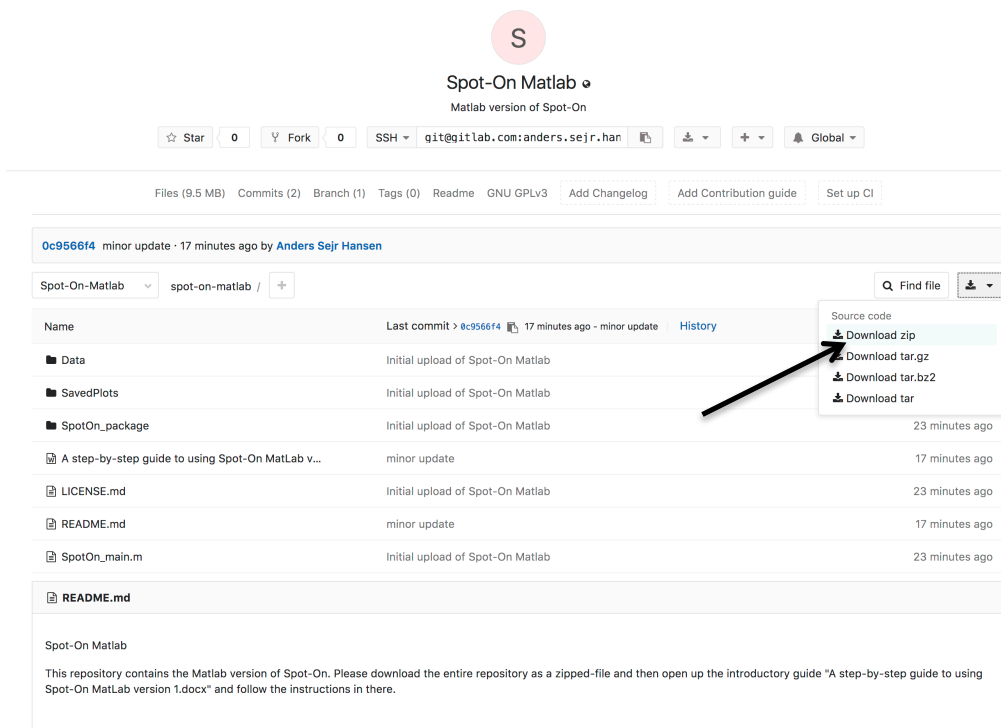 S
Spot-On Matlab
Matlab version of Spot-On
Star 0 Fork 0 SSH git@gitlab.com:anders.sejr.han Global
Files (9.5 MB) Commits (2) Branch (1) Tags (0) Readme GNU GPLv3 Add Changelog Add Contribution guide Set up CI
0c9566f4 minor update · 17 minutes ago by Anders Sejr Hansen
Spot-On-Matlab spot-on-matlab / + Find file
Source code
Download zip
Download tar.gz
Download tar.bz2
Download tar
Name Last commit > 0c9566f4 17 minutes ago - minor update History
Data Initial upload of Spot-On Matlab
SavedPlots Initial upload of Spot-On Matlab
SpotOn_package Initial upload of Spot-On Matlab 23 minutes ago
A step-by-step guide to using Spot-On MatLab v... minor update 17 minutes ago
LICENSE.md Initial upload of Spot-On Matlab 23 minutes ago
README.md minor update 17 minutes ago
SpotOn_main.m Initial upload of Spot-On Matlab 23 minutes ago
README.md
Spot-On Matlab
This repository contains the Matlab version of Spot-On. Please download the entire repository as a zipped-file and then open up the introductory guide "A step-by-step guide to using
Spot-On MatLab version 1.docx" and follow the instructions in there.